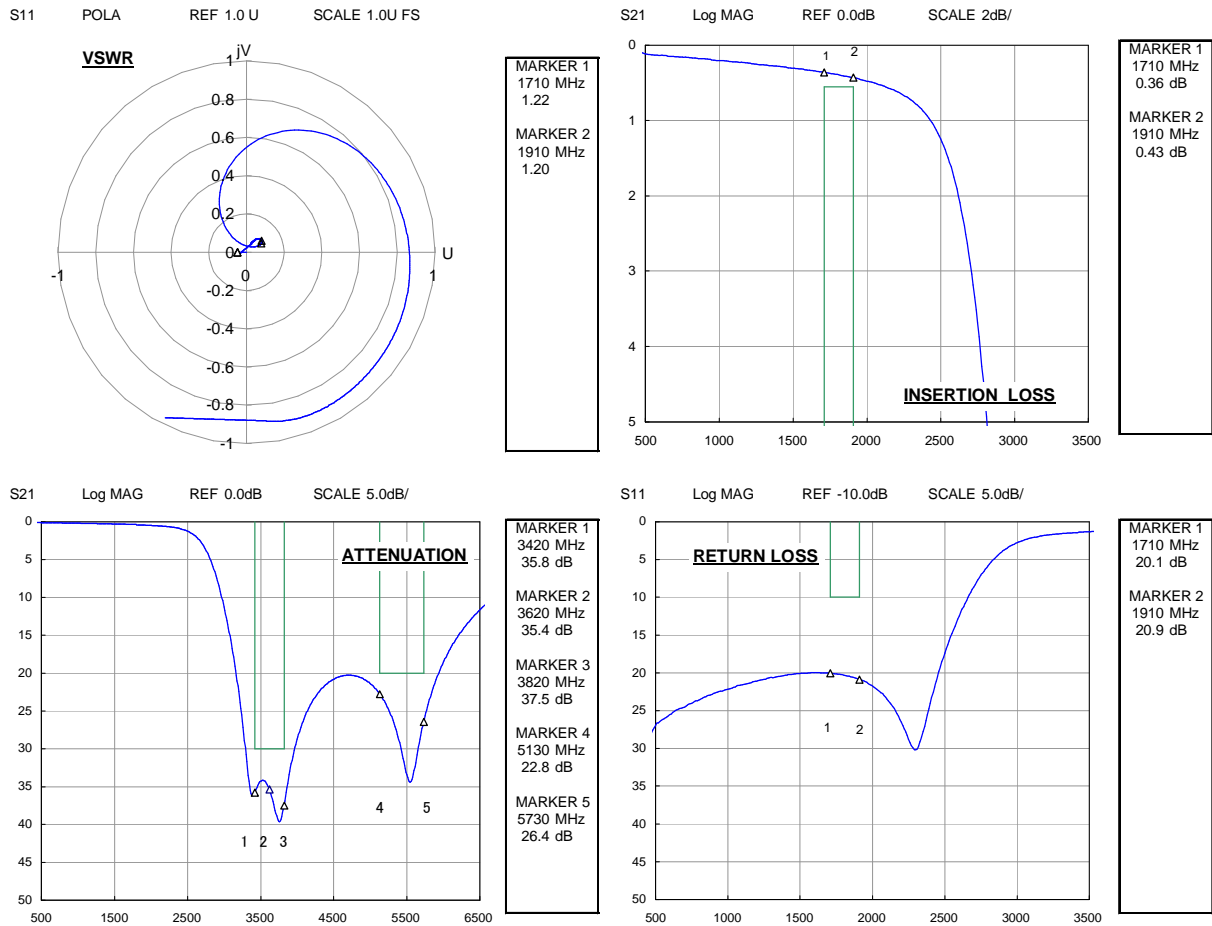 S11 POLA REF 1.0 U SCALE 1.0U FS
VSWR
jV
1
0.8
0.6
0.4
0.2
0
-0.2
-0.4
-0.6
-0.8
-1
-1 0 1
U
MARKER 1
1710 MHz
1.22
MARKER 2
1910 MHz
1.20
S21 Log MAG REF 0.0dB SCALE 2dB/
0
1
2
3
4
5
1 2
INSERTION LOSS
500 1000 1500 2000 2500 3000 3500
MARKER 1
1710 MHz
0.36 dB
MARKER 2
1910 MHz
0.43 dB
S21 Log MAG REF 0.0dB SCALE 5.0dB/
0
5
10
15
20
25
30
35
40
45
50
ATTENUATION
1 2 3 4 5
500 1500 2500 3500 4500 5500 6500
MARKER 1
3420 MHz
35.8 dB
MARKER 2
3620 MHz
35.4 dB
MARKER 3
3820 MHz
37.5 dB
MARKER 4
5130 MHz
22.8 dB
MARKER 5
5730 MHz
26.4 dB
S11 Log MAG REF -10.0dB SCALE 5.0dB/
0
5
10
15
20
25
30
35
40
45
50
RETURN LOSS
1 2
500 1000 1500 2000 2500 3000 3500
MARKER 1
1710 MHz
20.1 dB
MARKER 2
1910 MHz
20.9 dB